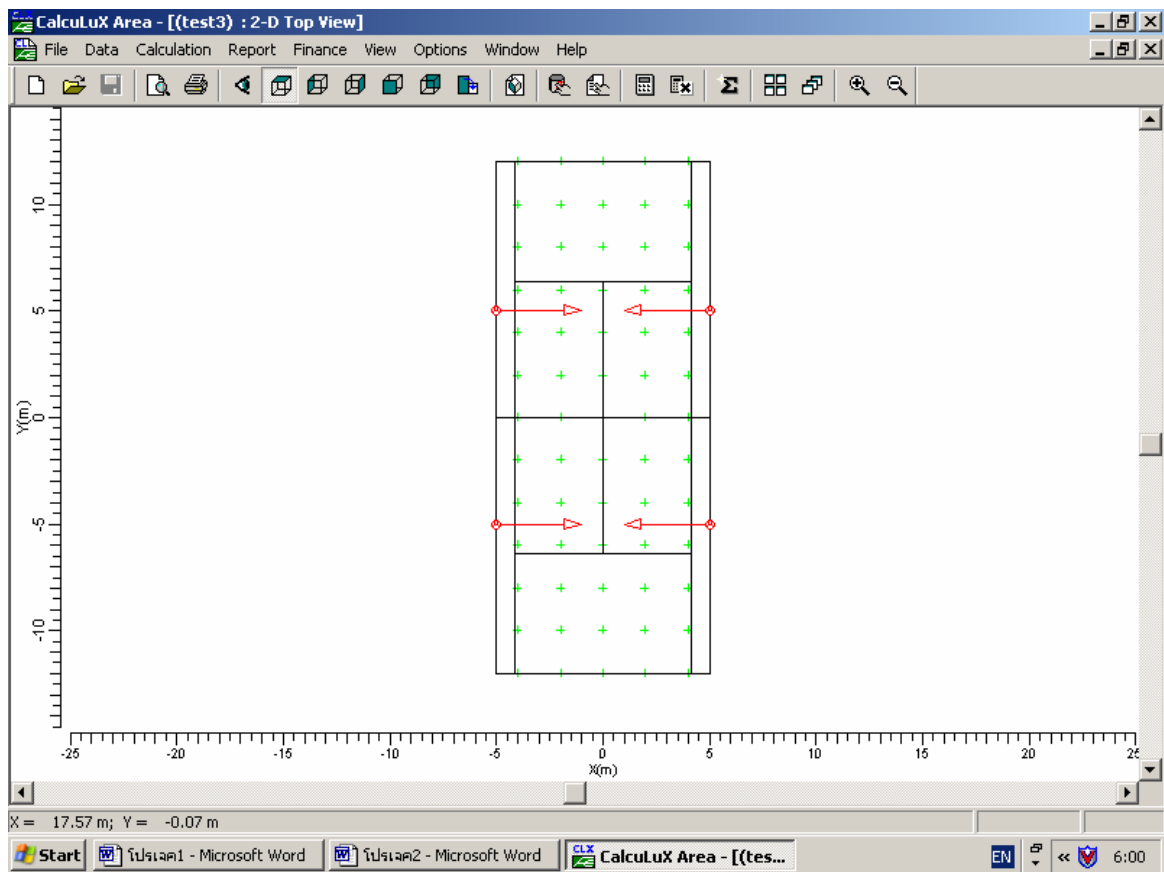 CalcuLuX Area - [(test3) : 2-D Top View]
File Data Calculation Report Finance View Options Window Help
10
5
Y(m)
0
-5
-10
-25 -20 -15 -10 -5 0 5 10 15 20 25
X(m)
X = 17.57 m; Y = -0.07 m
Start โปรเจค1 - Microsoft Word โปรเจค2 - Microsoft Word CLX CalcuLuX Area - [(tes... EN « 6:00